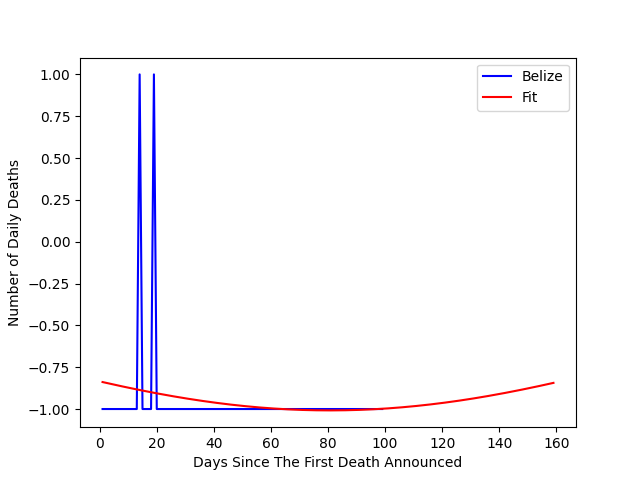 Belize
Fit
1.00
0.75
0.50
0.25
0.00
−0.25
−0.50
−0.75
−1.00
Number of Daily Deaths
0 20 40 60 80 100 120 140 160
Days Since The First Death Announced